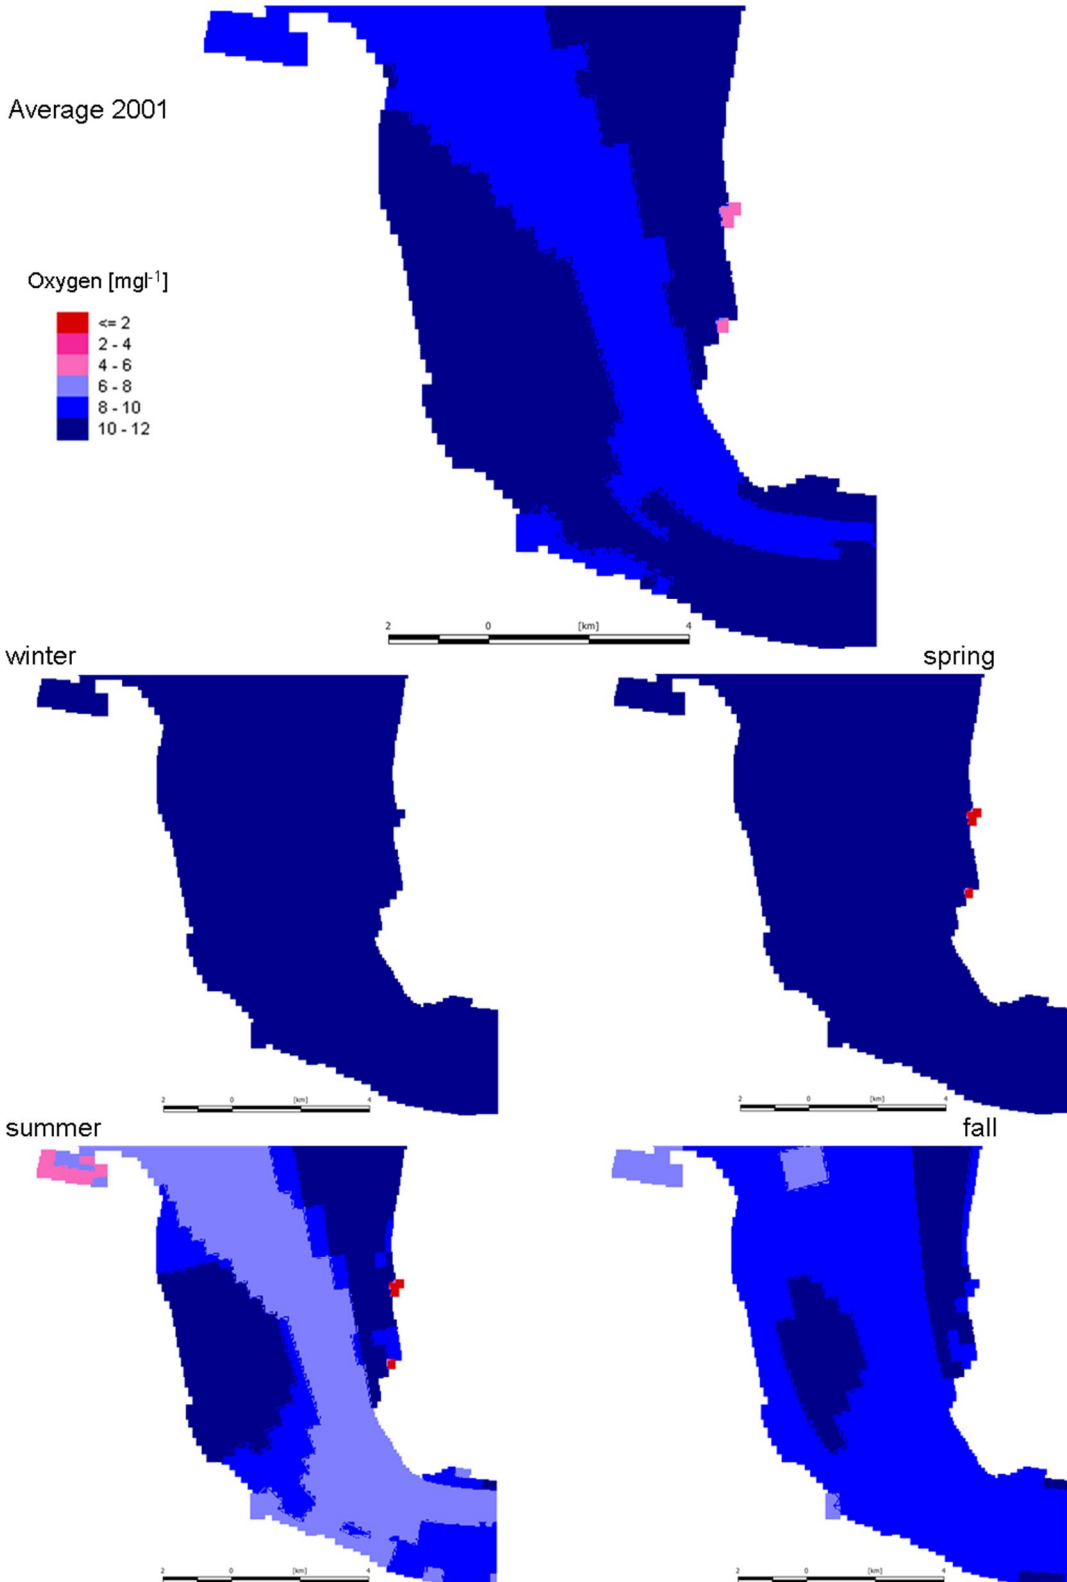 Average 2001
Oxygen [mgl-1]
<= 2
2 - 4
4 - 6
6 - 8
8 - 10
10 - 12
2 0 [km] 4
winter
spring
2 0 [km] 4
2 0 [km] 4
summer
fall
2 0 [km] 4
2 0 [km] 4